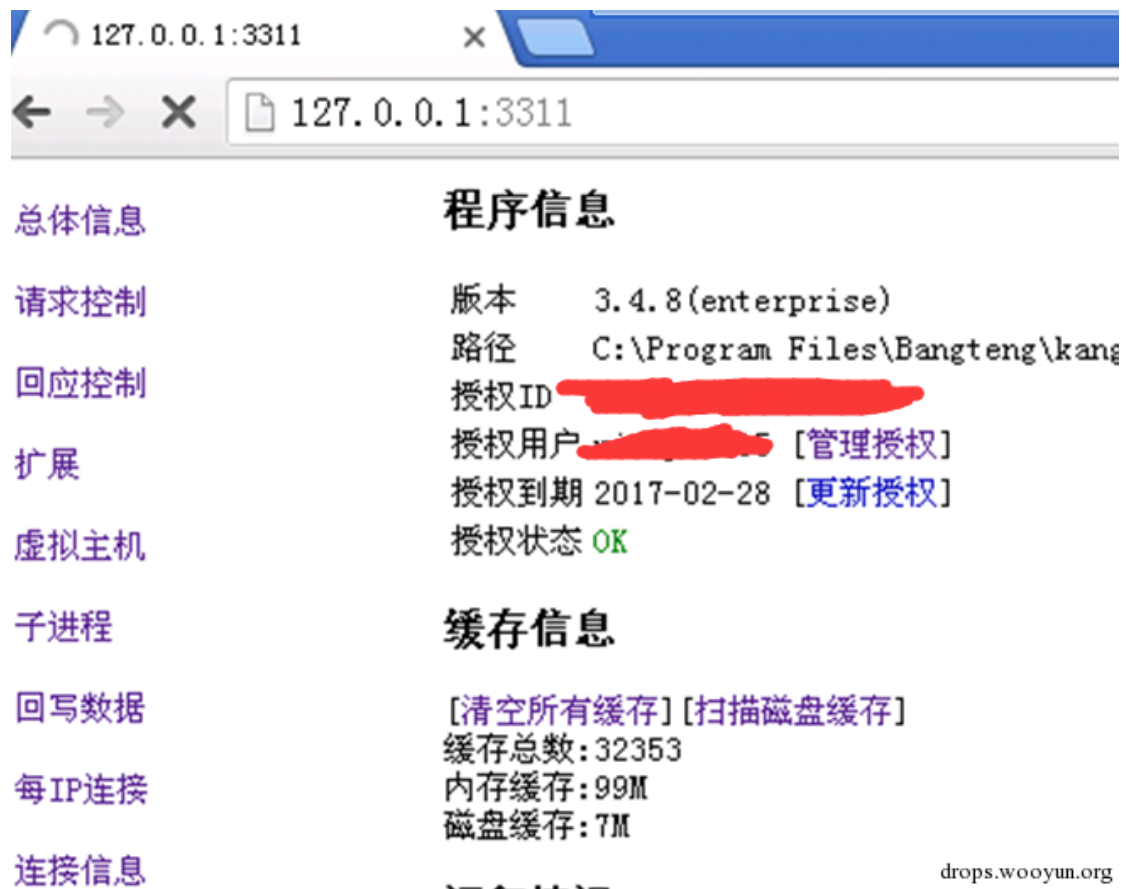 127.0.0.1:3311
127.0.0.1:3311
总体信息
请求控制
回应控制
扩展
虚拟主机
子进程
回写数据
每IP连接
连接信息
程序信息
版本 3.4.8(enterprise)
路径 C:\Program Files\Bangteng\kang
授权ID
授权用户 [管理授权]
授权到期 2017-02-28 [更新授权]
授权状态 OK
缓存信息
[清空所有缓存][扫描磁盘缓存]
缓存总数:32353
内存缓存:99M
磁盘缓存:7M
drops.wooyun.org